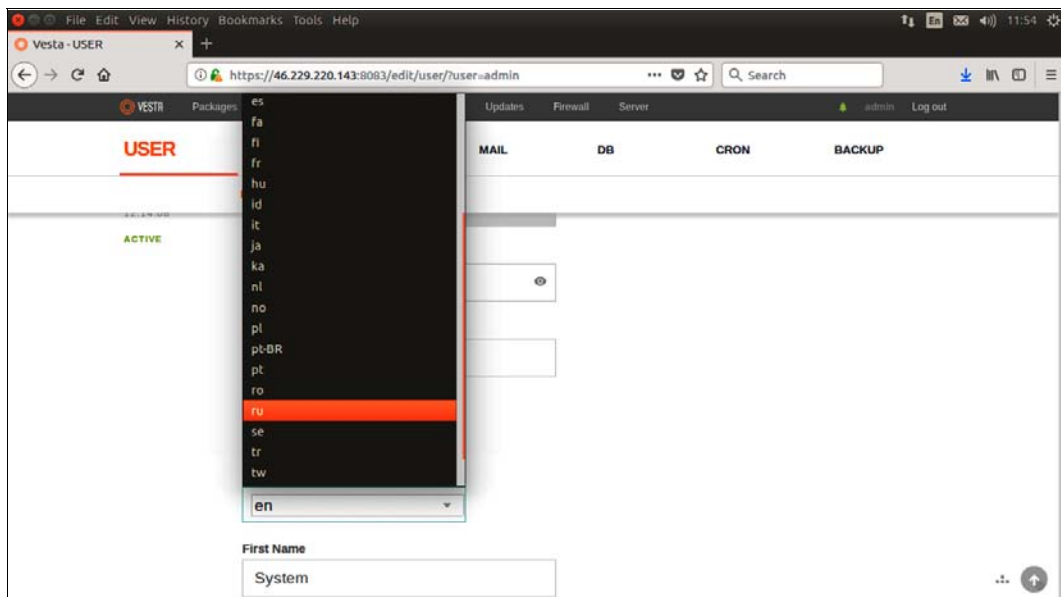 File Edit View History Bookmarks Tools Help
En
11:54
Vesta - USER
https://46.229.220.143:8083/edit/user/?user=admin
Search
VESTA
Packages
Updates
Firewall
Server
admin
Log out
USER
MAIL
DB
CRON
BACKUP
ACTIVE
es
fa
fi
fr
hu
id
it
ja
ka
nl
no
pl
pt-BR
pt
ro
ru
se
tr
tw
en
First Name
System